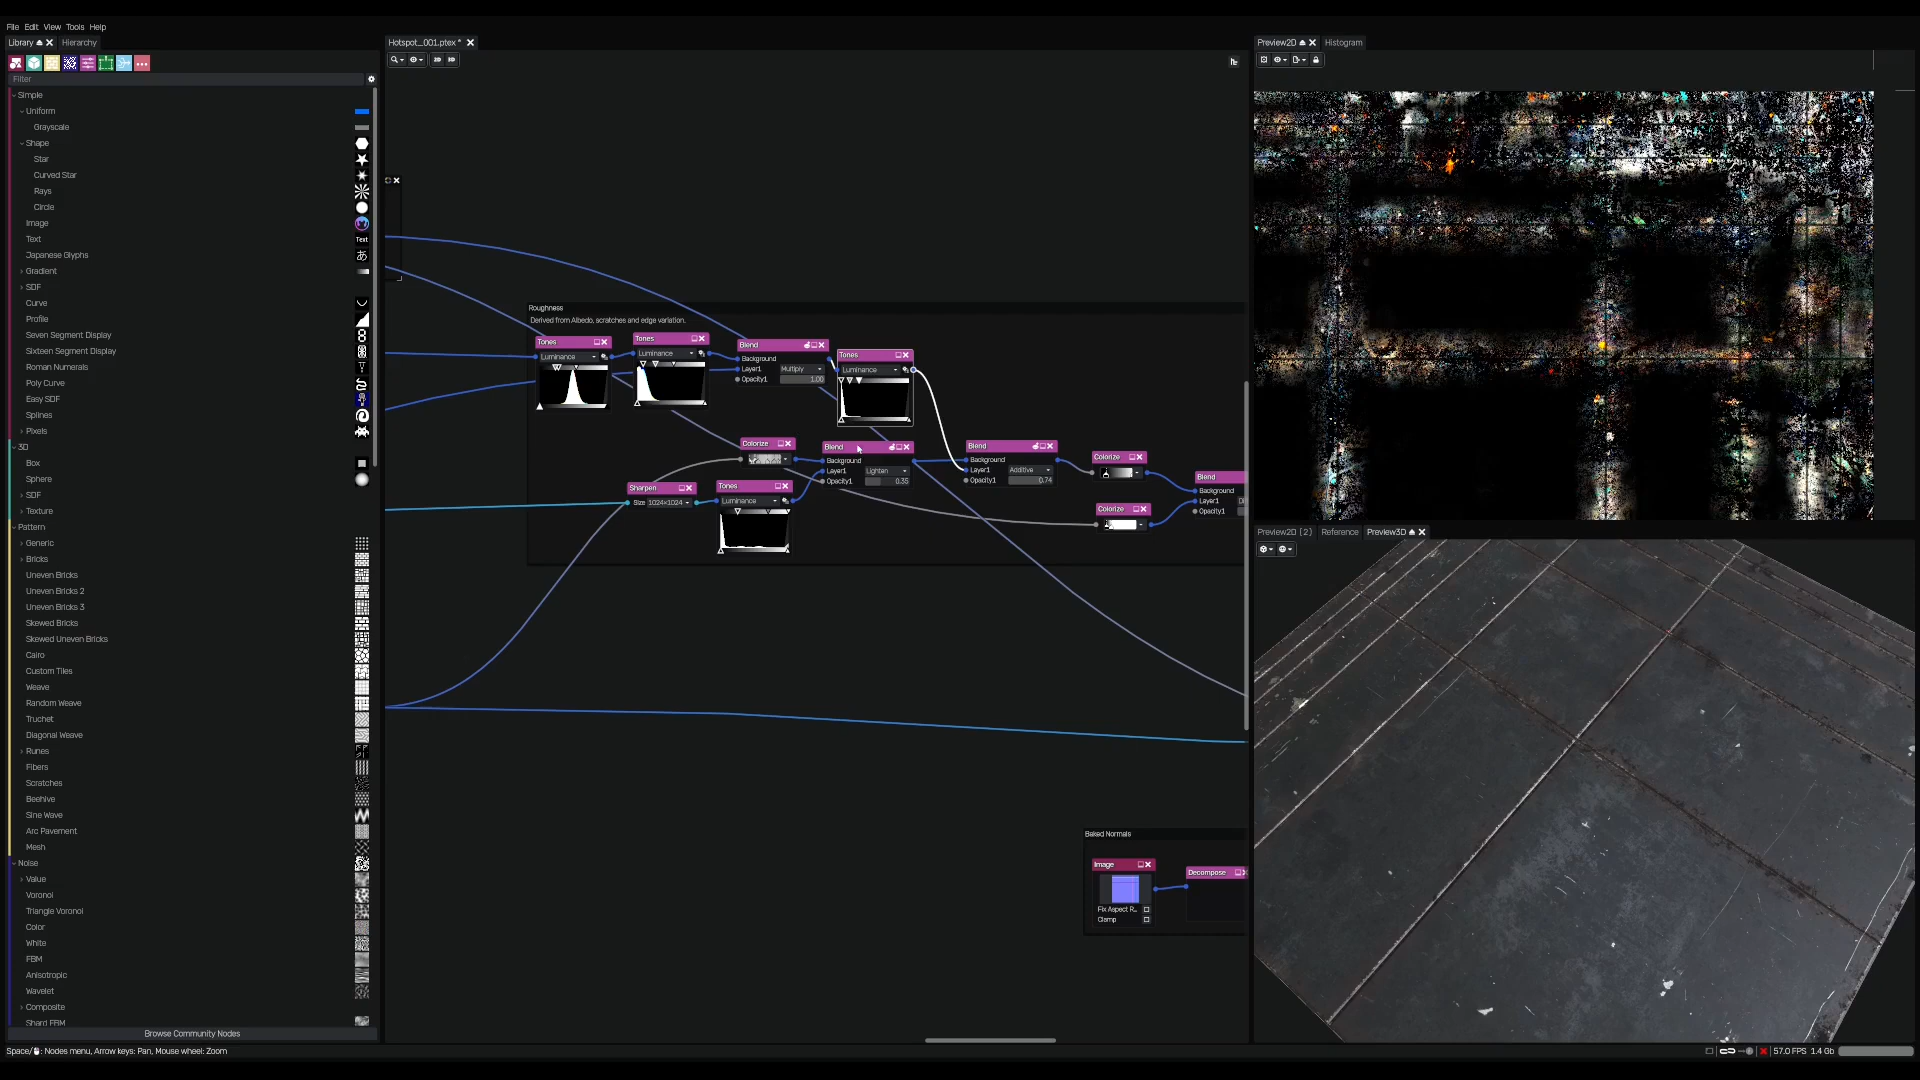 File Edit View Tools Help
Library Hierarchy
Filter
Simple
Uniform
Grayscale
Shape
Star
Curved Star
Rays
Circle
Image
Text Text
Japanese Glyphs あ
Gradient
SDF
Curve
Profile
Seven Segment Display
Sixteen Segment Display
Roman Numerals
Poly Curve
Easy SDF
Splines
Pixels
3D
Box
Sphere
SDF
Texture
Pattern
Generic
Bricks
Uneven Bricks
Uneven Bricks 2
Uneven Bricks 3
Skewed Bricks
Skewed Uneven Bricks
Cairo
Custom Tiles
Weave
Random Weave
Truchet
Diagonal Weave
Runes
Fibers
Scratches
Beehive
Sine Wave
Arc Pavement
Mesh
Noise
Value
Voronoi
Triangle Voronoi
Color
White
FBM
Anisotropic
Wavelet
Composite
Shard FBM
Browse Community Nodes
Space/ : Nodes menu, Arrow keys: Pan, Mouse wheel: Zoom
Hotspot_001.ptex *
Roughness
Derived from Albedo, scratches and edge variation.
Tones
Luminance
Tones
Luminance
Blend
Background
Layer1 Multiply
Opacity1 1.00
Tones
Luminance
Colorize
Blend
Background
Layer1 Lighten
Opacity1 0.35
Sharpen
Size 1024×1024
Tones
Luminance
Blend
Background
Layer1 Additive
Opacity1 0.74
Colorize
Colorize
Blend
Background
Layer1
Opacity1
Baked Normals
Image
Fix Aspect R...
Clamp
Decompose
Preview2D Histogram
Preview2D [2] Reference Preview3D
57.0 FPS 1.4 Gb